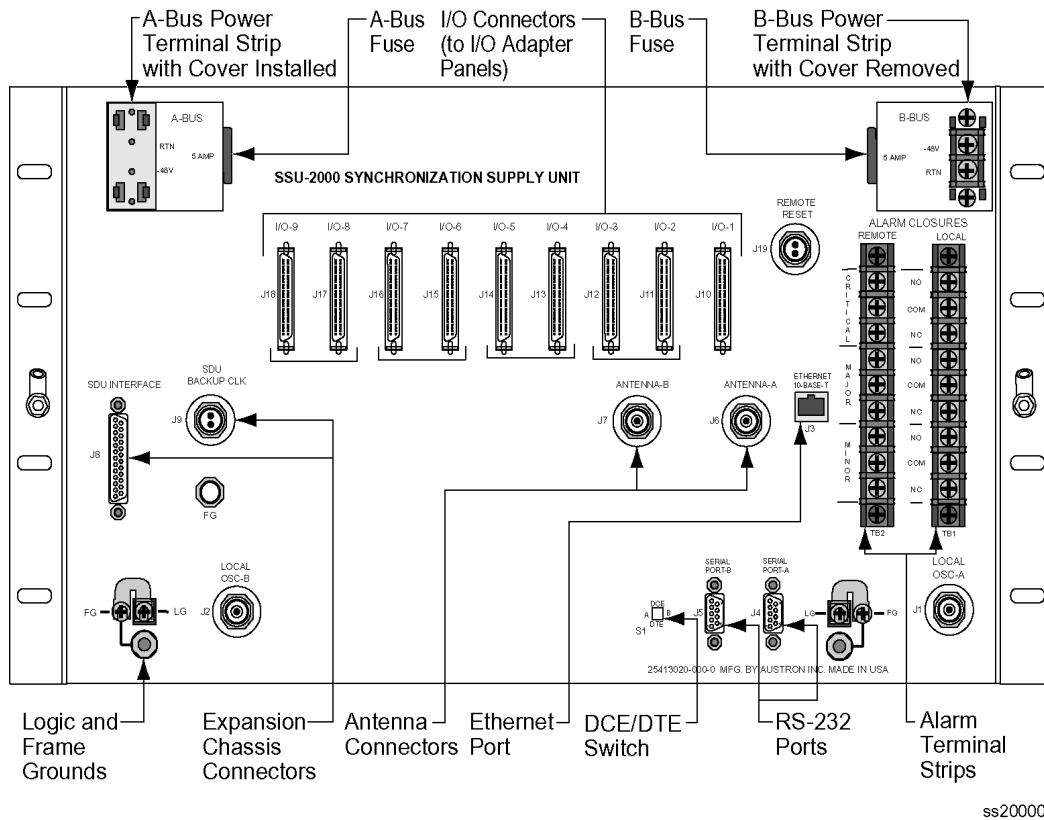 A-Bus Power
Terminal Strip
with Cover Installed
A-Bus
Fuse
I/O Connectors
(to I/O Adapter
Panels)
B-Bus
Fuse
B-Bus Power
Terminal Strip
with Cover Removed
A-BUS
RTN
5 AMP
-48V
B-BUS
-48V
5 AMP
RTN
SSU-2000 SYNCHRONIZATION SUPPLY UNIT
I/O-9
I/O-8
I/O-7
I/O-6
I/O-5
I/O-4
I/O-3
I/O-2
I/O-1
J18
J17
J16
J15
J14
J13
J12
J11
J10
REMOTE
RESET
J19
ALARM CLOSURES
REMOTE
LOCAL
CRITICAL
NO
COM
NC
MAJOR
NO
COM
NC
MINOR
NO
COM
NC
TB2
TB1
SDU INTERFACE
J8
SDU
BACKUP CLK
J9
FG
ANTENNA-B
J7
ANTENNA-A
J6
ETHERNET
10-BASE-T
J3
FG
LG
LOCAL
OSC-B
J2
DCE
A
B
DTE
S1
SERIAL
PORT-B
J5
SERIAL
PORT-A
J4
LG
FG
LOCAL
OSC-A
J1
25413020-000-0 MFG. BY AUSTRON INC. MADE IN USA
Logic and
Frame
Grounds
Expansion
Chassis
Connectors
Antenna
Connectors
Ethernet
Port
DCE/DTE
Switch
RS-232
Ports
Alarm
Terminal
Strips
ss20000